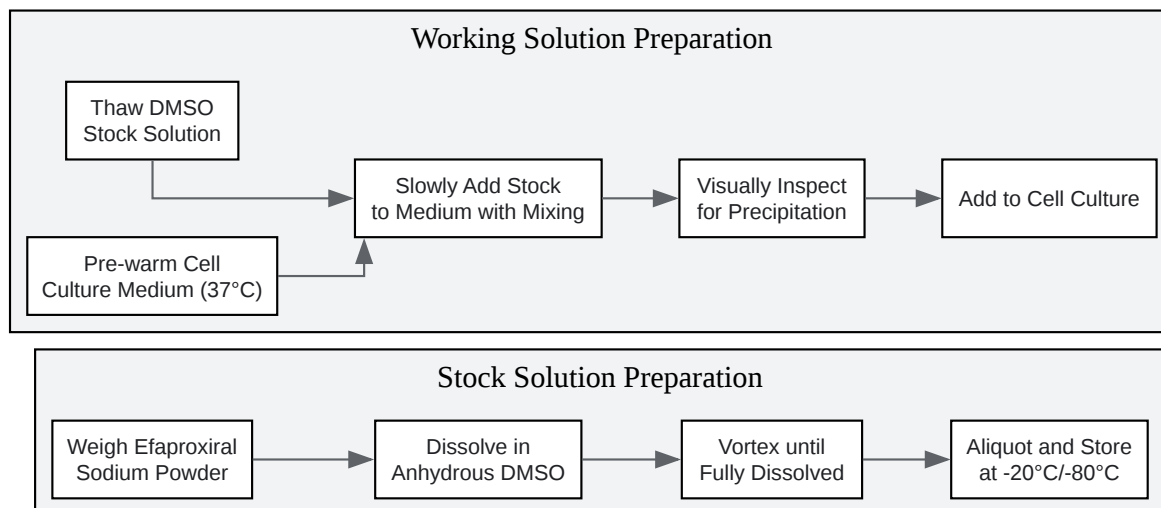 Working Solution Preparation
Thaw DMSO
Stock Solution
Slowly Add Stock
to Medium with Mixing
Visually Inspect
for Precipitation
Add to Cell Culture
Pre-warm Cell
Culture Medium (37°C)
Stock Solution Preparation
Weigh Efaproxiral
Sodium Powder
Dissolve in
Anhydrous DMSO
Vortex until
Fully Dissolved
Aliquot and Store
at -20°C/-80°C